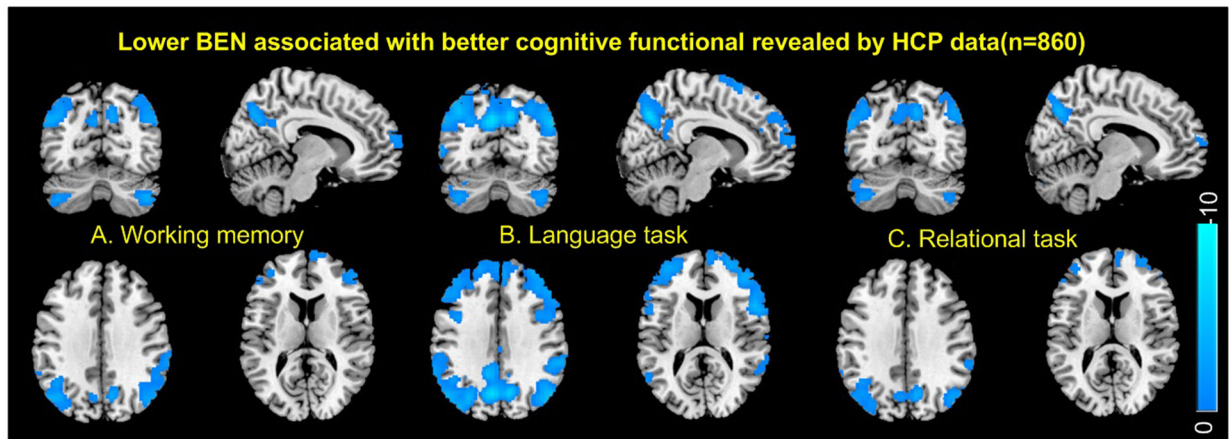 Lower BEN associated with better cognitive functional revealed by HCP data(n=860)
A. Working memory
B. Language task
C. Relational task
-10
0